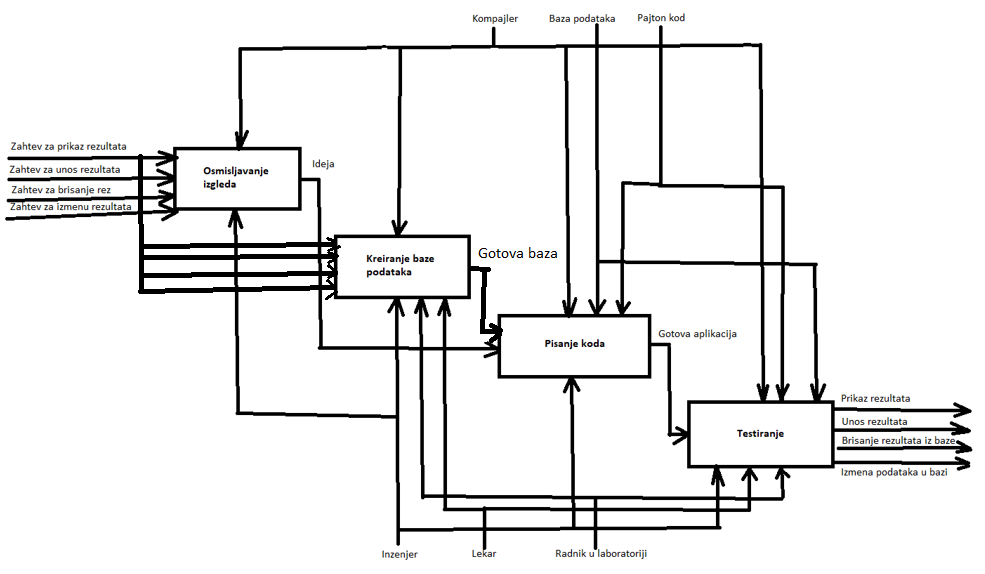 Kompajler
Baza podataka
Pajton kod
Zahtev za prikaz rezultata
Zahtev za unos rezultata
Zahtev za brisanje rez
Zahtev za izmenu rezultata
Osmisljavanje
izgleda
Ideja
Kreiranje baze
podataka
Gotova baza
Pisanje koda
Gotova aplikacija
Testiranje
Prikaz rezultata
Unos rezultata
Brisanje rezultata iz baze
Izmena podataka u bazi
Inzenjer
Lekar
Radnik u laboratoriji